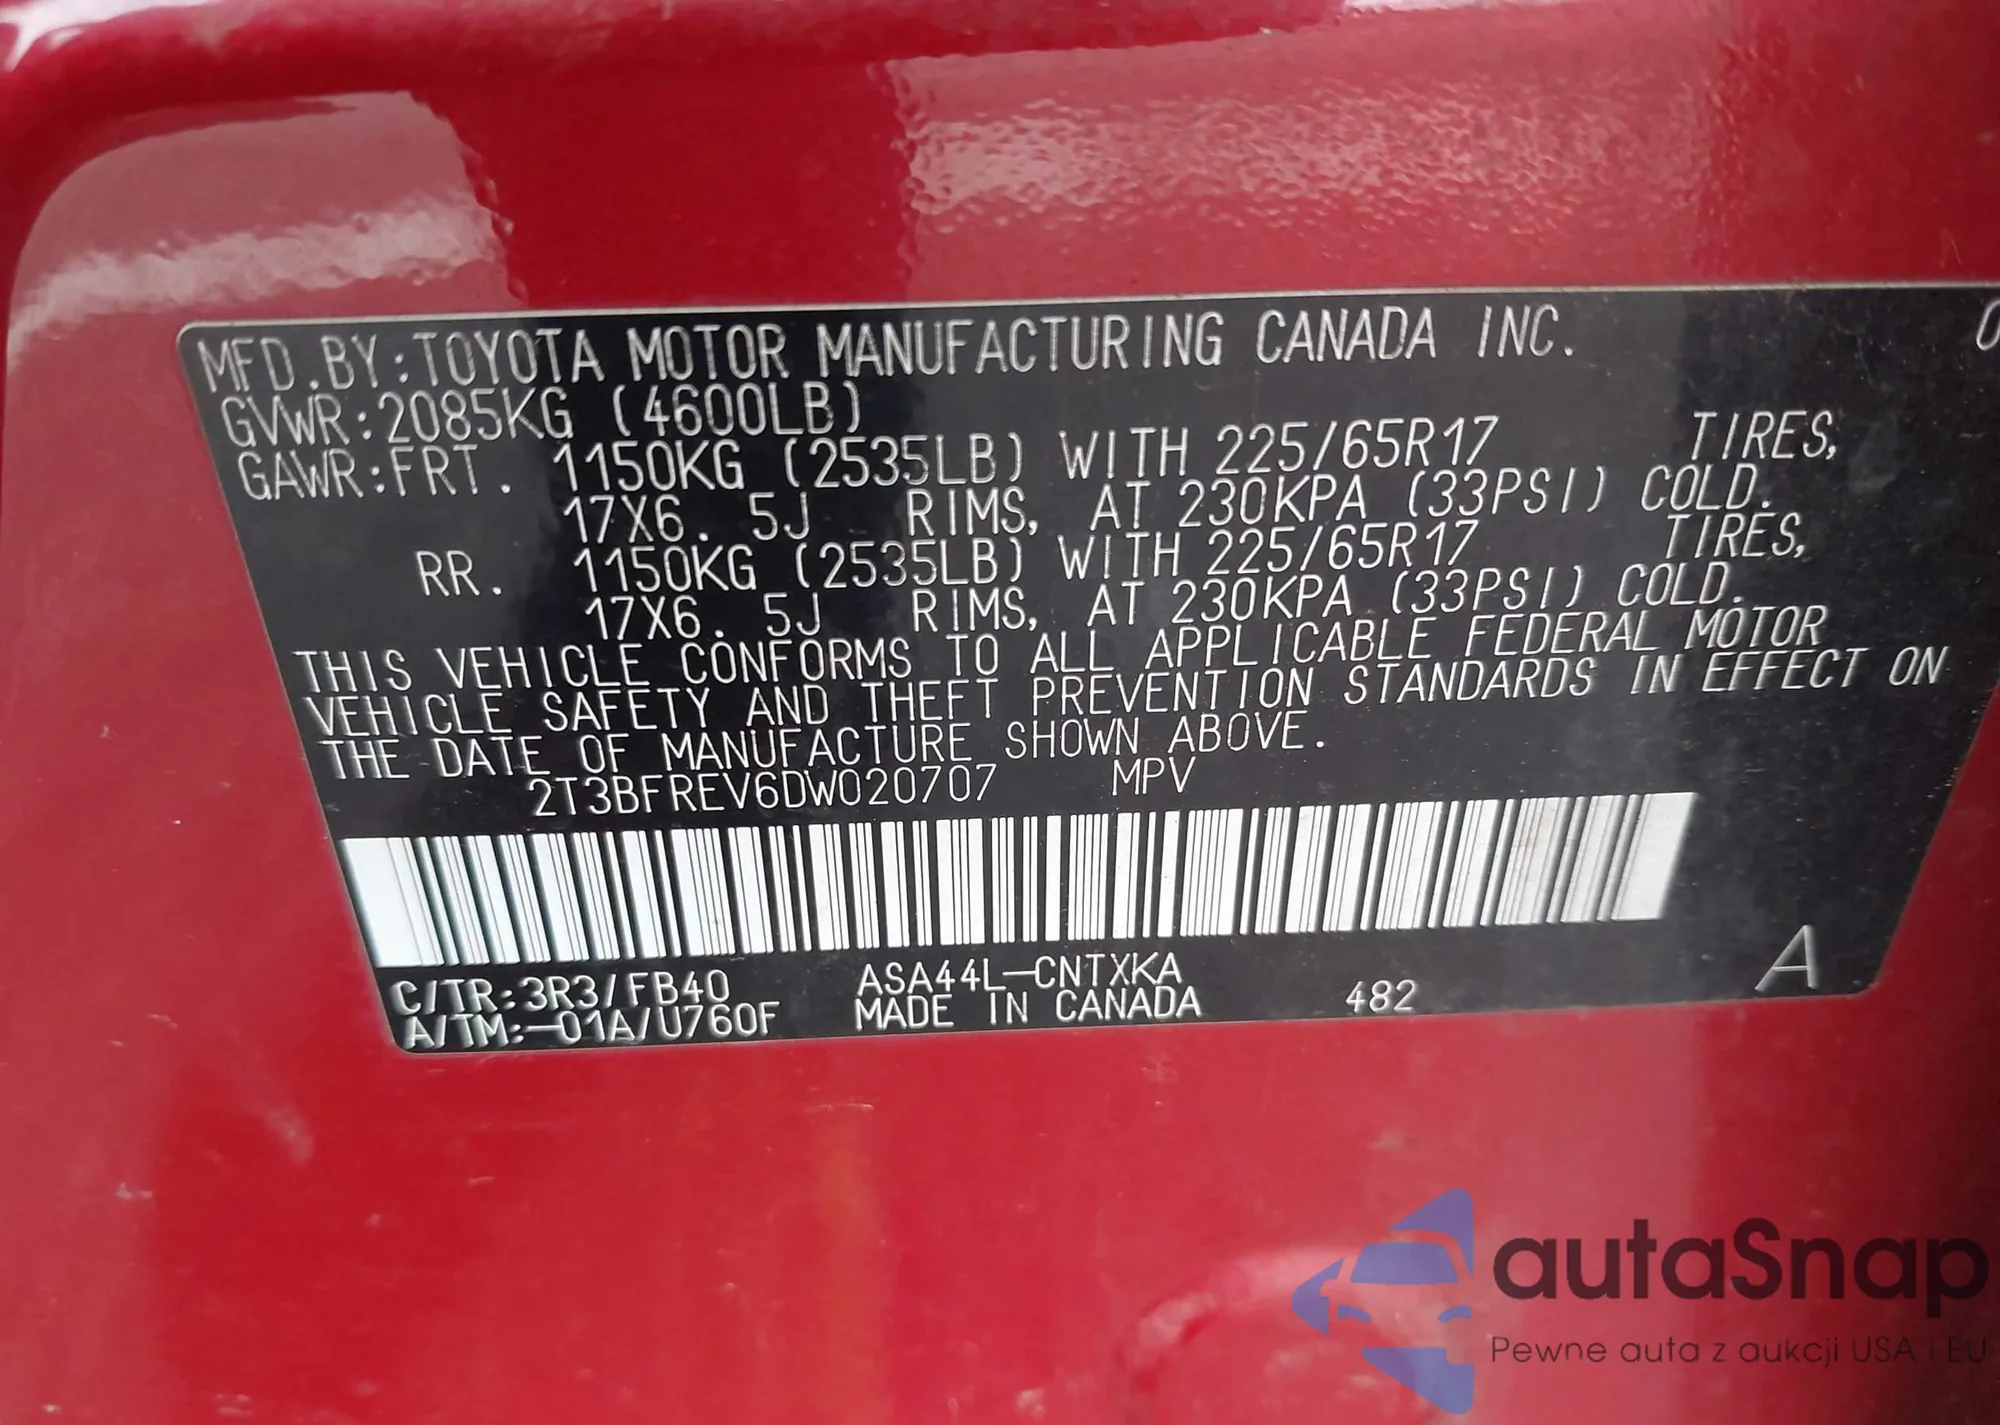 MFD.BY:TOYOTA MOTOR MANUFACTURING CANADA INC. 0
GVWR:2085KG (4600LB)
GAWR:FRT. 1150KG (2535LB) WITH 225/65R17 TIRES,
17X6.5J RIMS, AT 230KPA (33PSI) COLD.
RR. 1150KG (2535LB) WITH 225/65R17 TIRES,
17X6.5J RIMS, AT 230KPA (33PSI) COLD.
THIS VEHICLE CONFORMS TO ALL APPLICABLE FEDERAL MOTOR
VEHICLE SAFETY AND THEFT PREVENTION STANDARDS IN EFFECT ON
THE DATE OF MANUFACTURE SHOWN ABOVE.
2T3BFREV6DW020707 MPV
C/TR:3R3/FB40 ASA44L-CNTXKA 482 A
A/TM:-01A/U760F MADE IN CANADA
autaSnap
Pewne auta z aukcji USA i EU